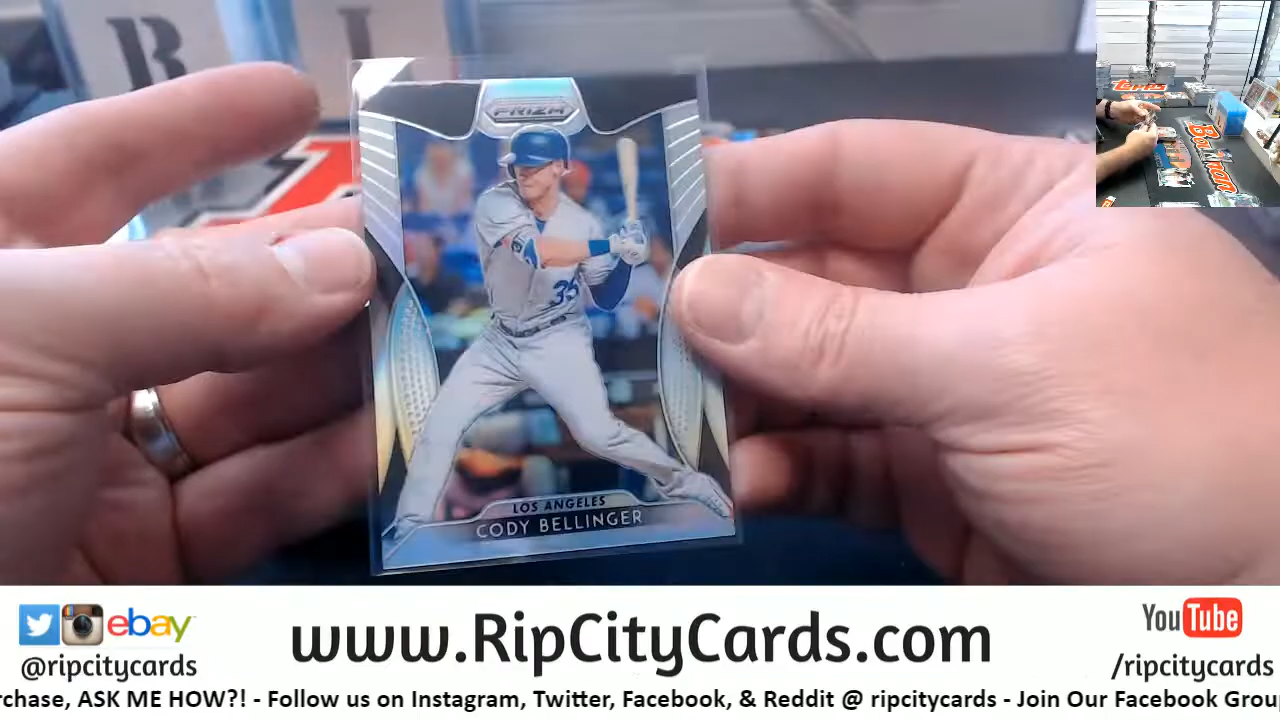 B I
PRIZM
35
LOS ANGELES
CODY BELLINGER
Topps
ebay
@ripcitycards
www.RipCityCards.com
YouTube
/ripcitycards
rchase, ASK ME HOW?! - Follow us on Instagram, Twitter, Facebook, & Reddit @ ripcitycards - Join Our Facebook Grou